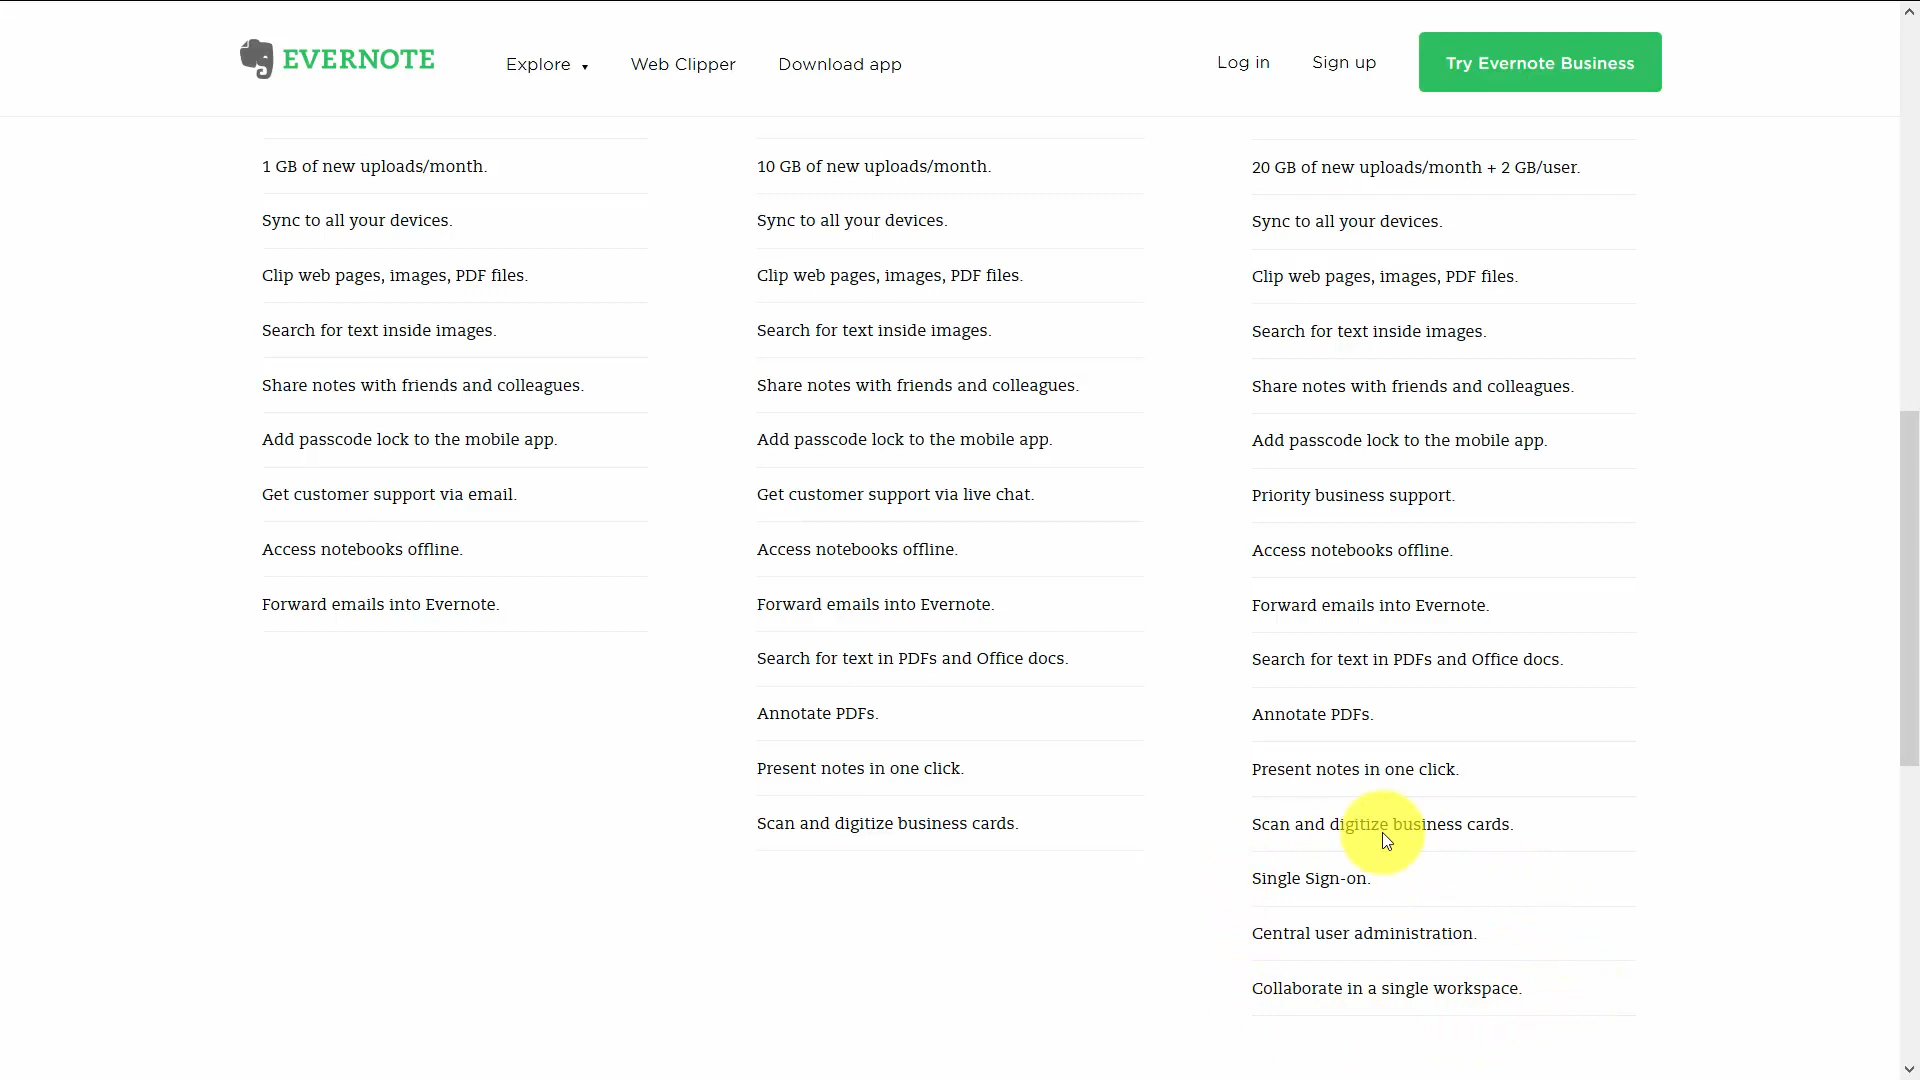 EVERNOTE
Explore
Web Clipper
Download app
Log in
Sign up
Try Evernote Business
1 GB of new uploads/month.
Sync to all your devices.
Clip web pages, images, PDF files.
Search for text inside images.
Share notes with friends and colleagues.
Add passcode lock to the mobile app.
Get customer support via email.
Access notebooks offline.
Forward emails into Evernote.
10 GB of new uploads/month.
Sync to all your devices.
Clip web pages, images, PDF files.
Search for text inside images.
Share notes with friends and colleagues.
Add passcode lock to the mobile app.
Get customer support via live chat.
Access notebooks offline.
Forward emails into Evernote.
Search for text in PDFs and Office docs.
Annotate PDFs.
Present notes in one click.
Scan and digitize business cards.
20 GB of new uploads/month + 2 GB/user.
Sync to all your devices.
Clip web pages, images, PDF files.
Search for text inside images.
Share notes with friends and colleagues.
Add passcode lock to the mobile app.
Priority business support.
Access notebooks offline.
Forward emails into Evernote.
Search for text in PDFs and Office docs.
Annotate PDFs.
Present notes in one click.
Scan and digitize business cards.
Single Sign-on.
Central user administration.
Collaborate in a single workspace.